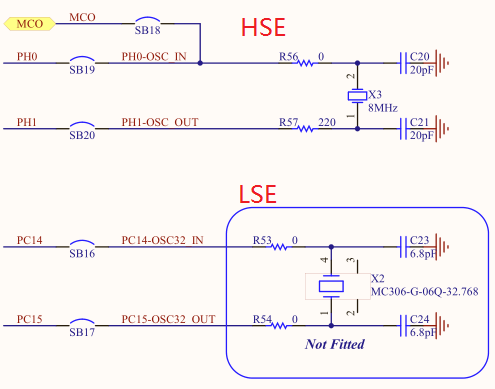 MCO MCO
SB18
HSE
PH0 SB19 PH0-OSC_IN R56 0 C20
20pF
2
X3
8MHz
1
PH1 SB20 PH1-OSC_OUT R57 220 C21
20pF
LSE
PC14 SB16 PC14-OSC32_IN R53 0 C23
6.8pF
4 3
X2
MC306-G-06Q-32.768
1 2
PC15 SB17 PC15-OSC32_OUT R54 0 C24
6.8pF
Not Fitted